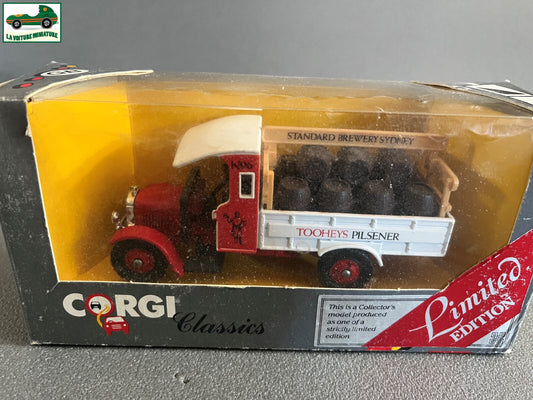 LA VOITURE MINIATURE
CORGI
STANDARD BREWERY SYDNEY
TOOHEYS PILSENER
CORGI
Classics
This is a Collector's
model produced
as one of a
strictly limited
edition
Limited
EDITION